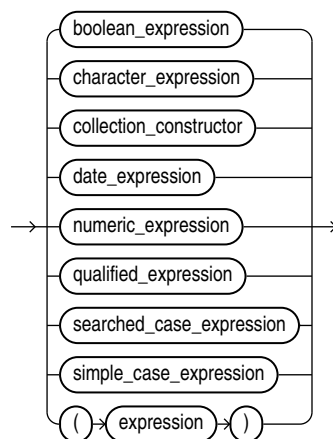 boolean_expression
character_expression
collection_constructor
date_expression
numeric_expression
qualified_expression
searched_case_expression
simple_case_expression
( expression )